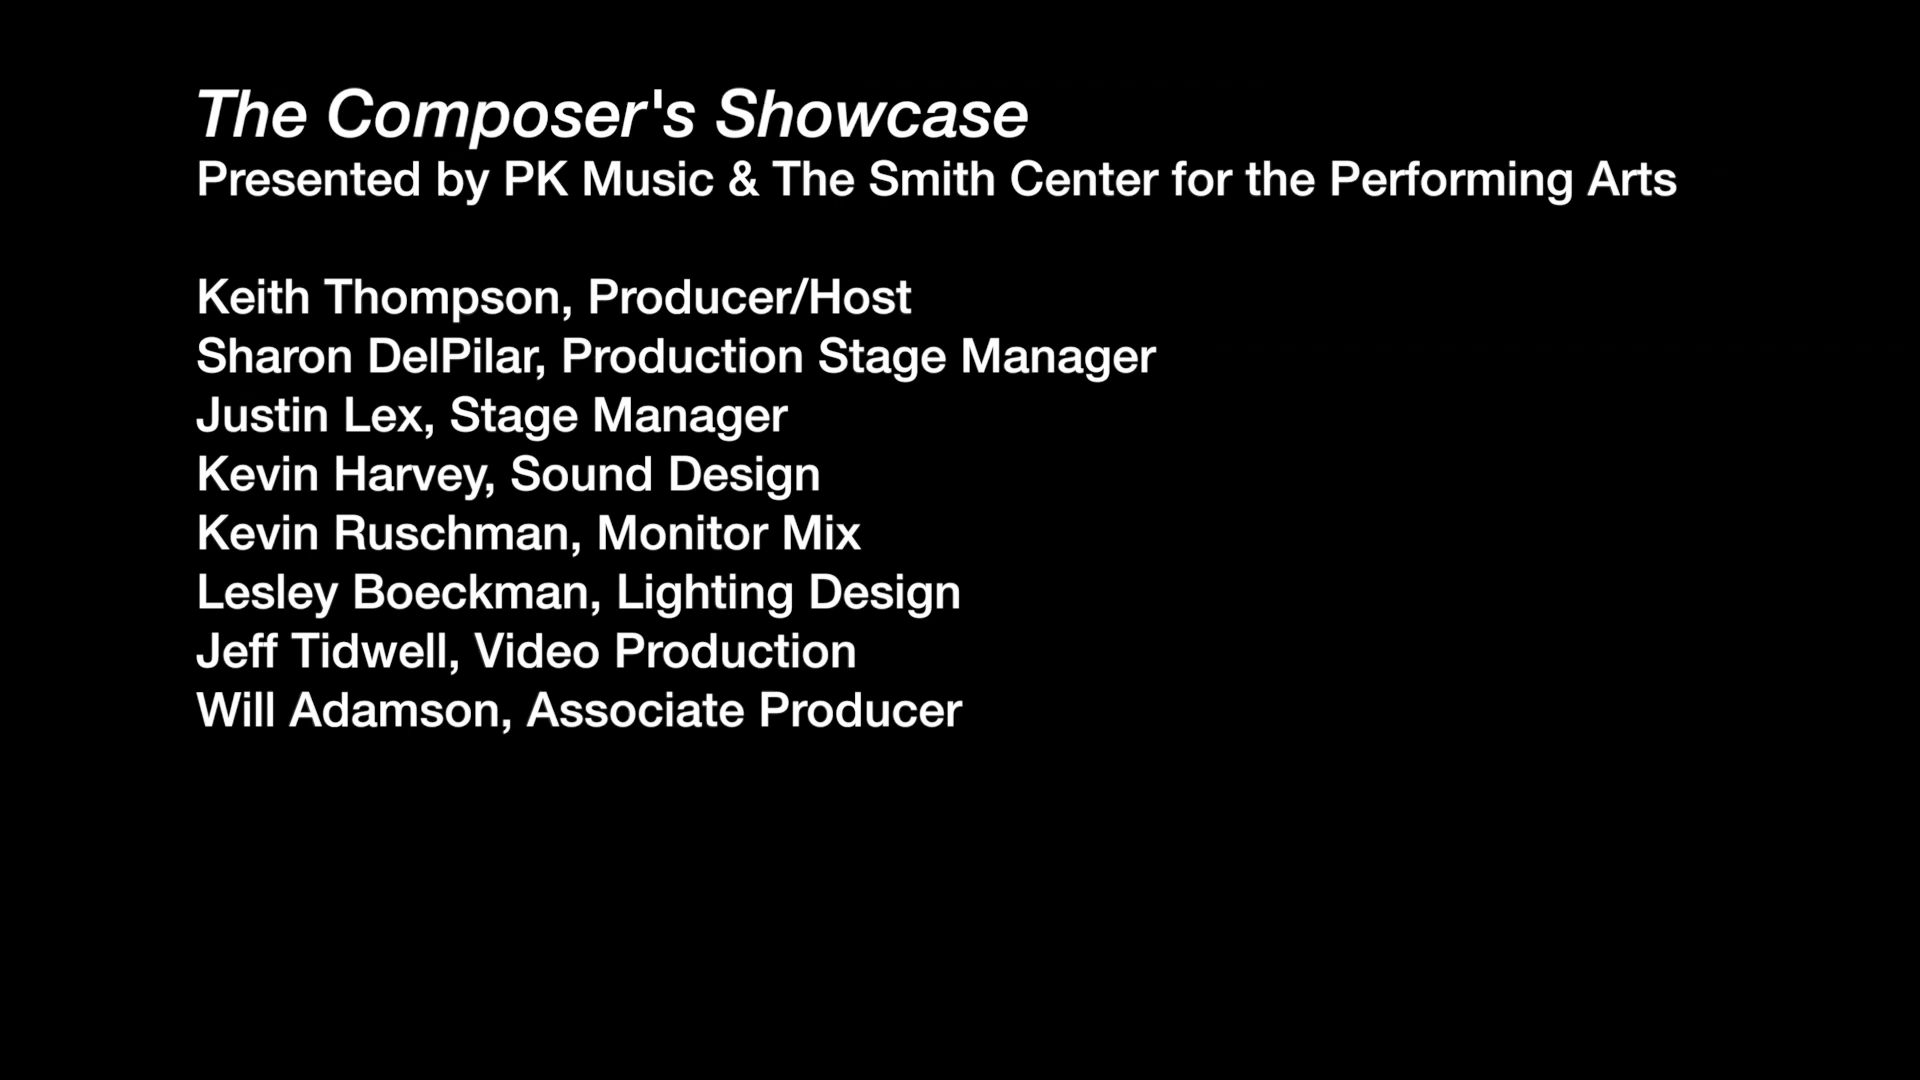 The Composer's Showcase
Presented by PK Music & The Smith Center for the Performing Arts
Keith Thompson, Producer/Host
Sharon DelPilar, Production Stage Manager
Justin Lex, Stage Manager
Kevin Harvey, Sound Design
Kevin Ruschman, Monitor Mix
Lesley Boeckman, Lighting Design
Jeff Tidwell, Video Production
Will Adamson, Associate Producer